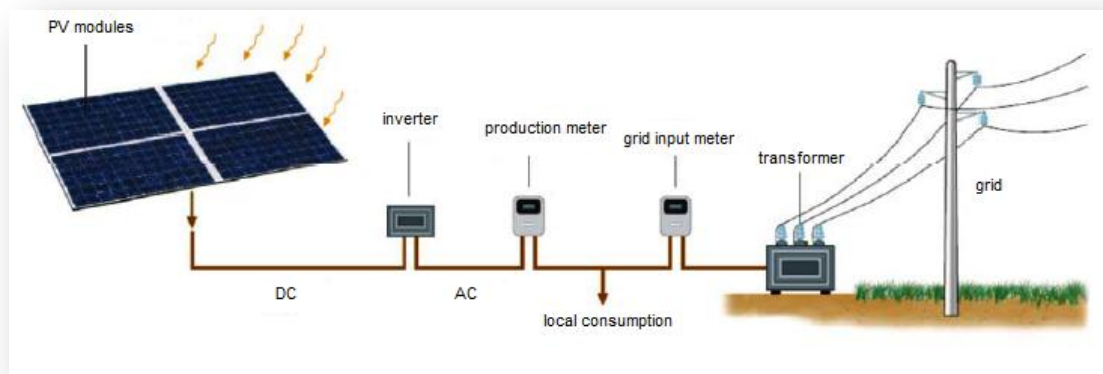 PV modules
inverter
production meter
grid input meter
transformer
grid
DC
AC
local consumption